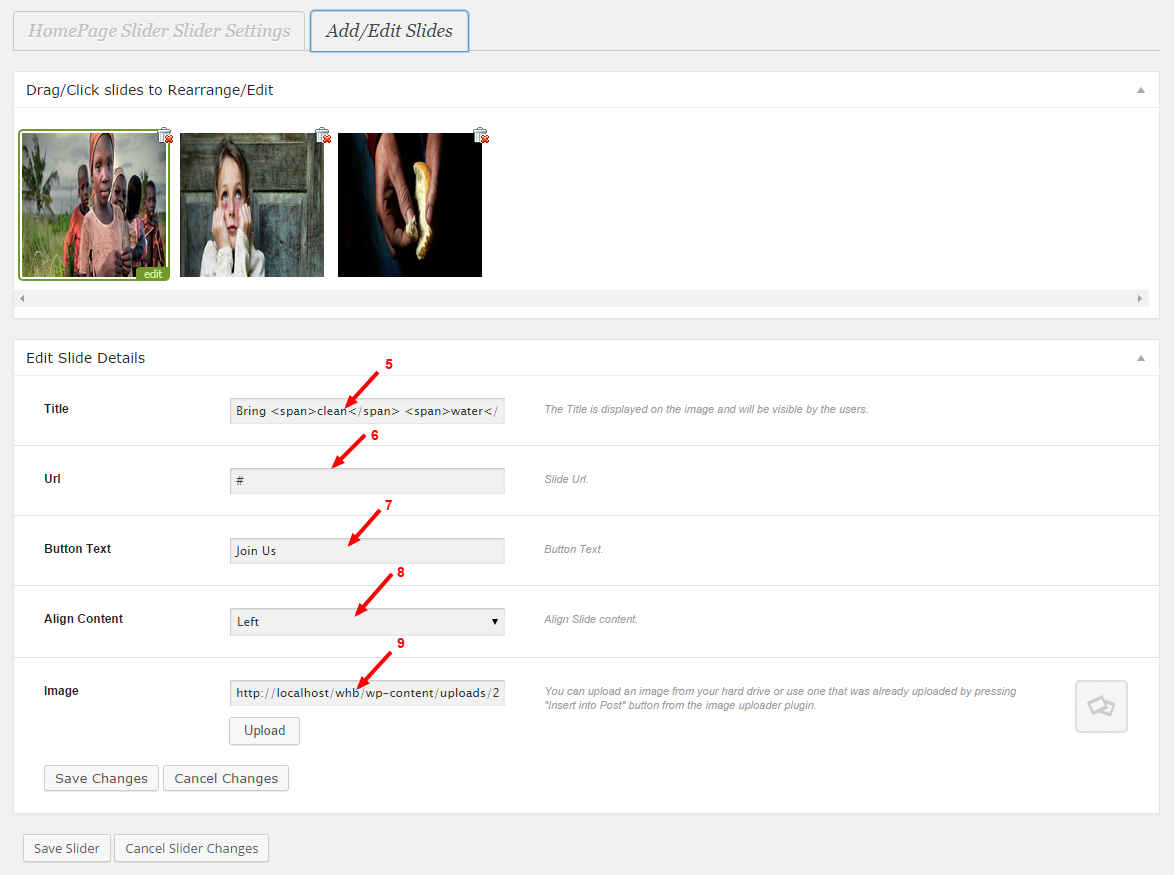 HomePage Slider Slider Settings
Add/Edit Slides
Drag/Click slides to Rearrange/Edit
edit
Edit Slide Details
5
Title
Bring <span>clean</span> <span>water</
The Title is displayed on the image and will be visible by the users.
6
Url
#
Slide Url.
7
Button Text
Join Us
Button Text.
8
Align Content
Left
Align Slide content.
9
Image
http://localhost/whb/wp-content/uploads/2
You can upload an image from your hard drive or use one that was already uploaded by pressing
"Insert into Post" button from the image uploader plugin.
Upload
Save Changes
Cancel Changes
Save Slider
Cancel Slider Changes